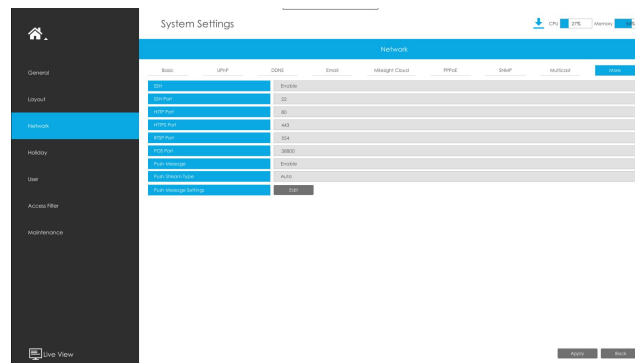 System Settings
CPU 27% Memory
Network
General
Layout
Network
Holiday
User
Access Filter
Maintenance
Live View
Basic UPnP DDNS Email Milesight Cloud PPPoE SNMP Multicast More
SSH Enable
SSH Port 22
HTTP Port 80
HTTPS Port 443
RTSP Port 554
POS Port 38800
Push Message Enable
Push Stream Type Auto
Push Message Settings Edit
Apply Back